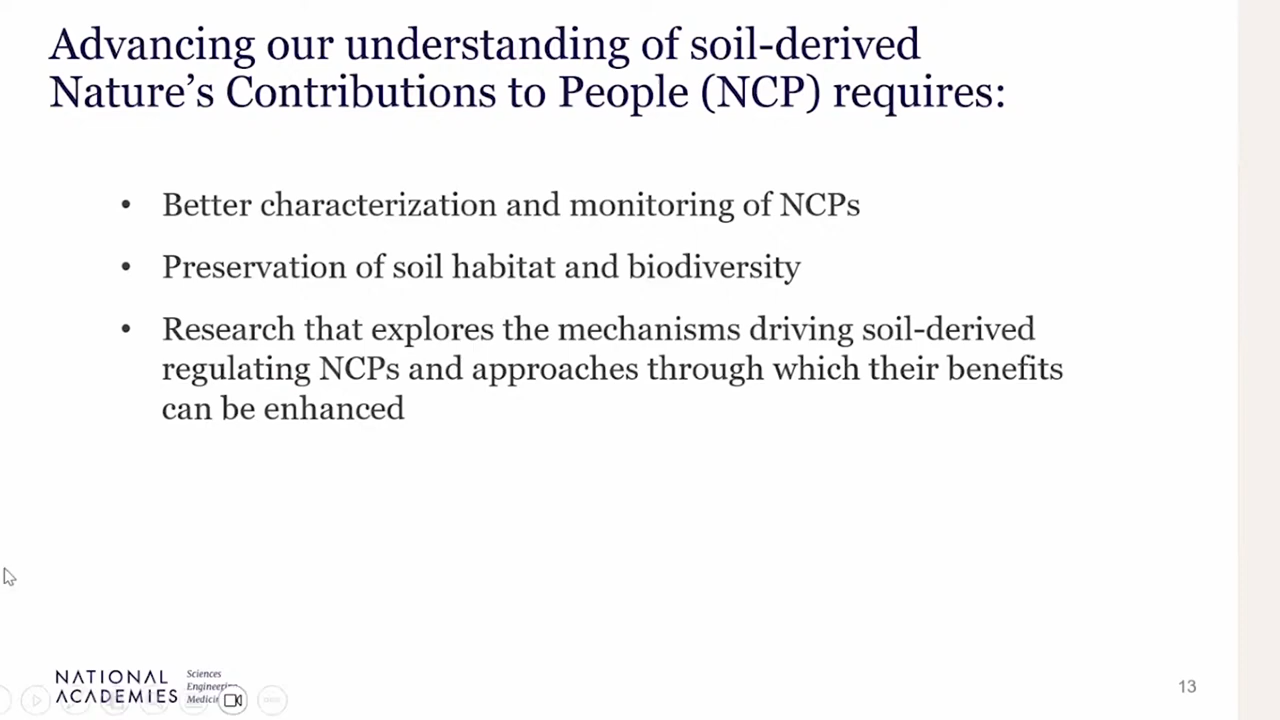 Advancing our understanding of soil-derived
Nature's Contributions to People (NCP) requires:
• Better characterization and monitoring of NCPs
• Preservation of soil habitat and biodiversity
• Research that explores the mechanisms driving soil-derived
regulating NCPs and approaches through which their benefits
can be enhanced
NATIONAL
ACADEMIES
Sciences
Engineering
Medicine
13